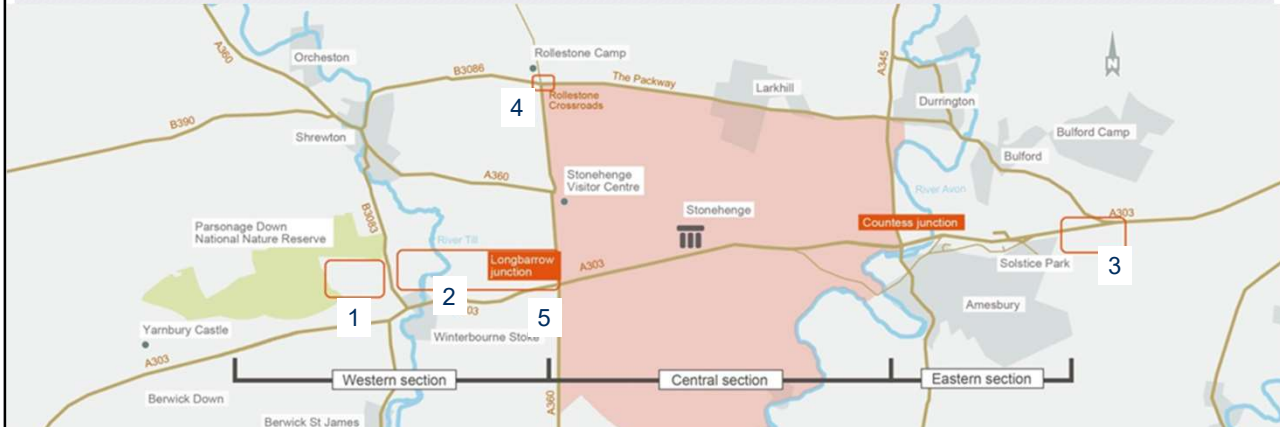 A360
Orcheston
B3086
Rollestone Camp
The Packway
A345
N
4
Rollestone
Crossroads
Larkhill
Durrington
B390
Shrewton
Bulford Camp
Bulford
A360
Stonehenge
Visitor Centre
River Avon
Stonehenge
B3083
A303
Countess junction
Parsonage Down
National Nature Reserve
River Till
Longbarrow
junction
A303
Solstice Park
3
1
2
03
5
Amesbury
Yarnbury Castle
Winterbourne Stoke
A303
Western section
Central section
Eastern section
Berwick Down
A360
Berwick St James